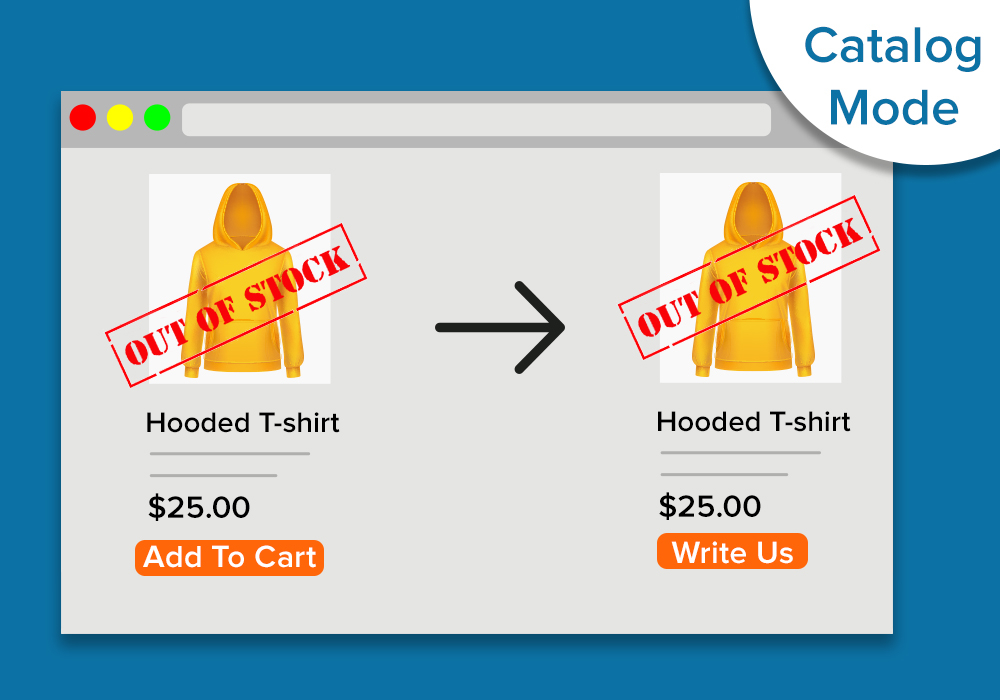 Catalog
Mode
OUT OF STOCK
Hooded T-shirt
$25.00
Add To Cart
OUT OF STOCK
Hooded T-shirt
$25.00
Write Us